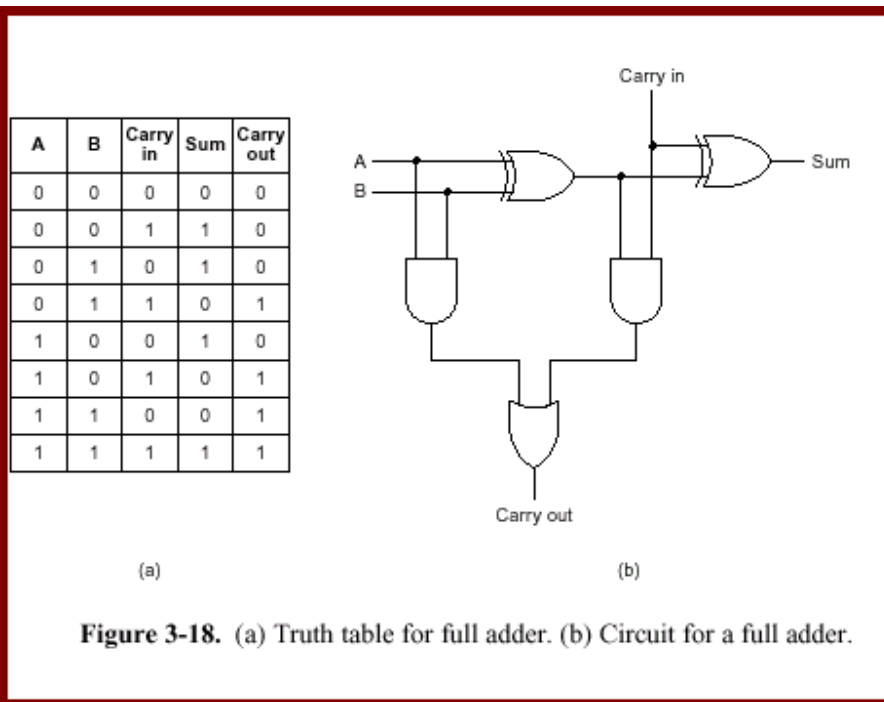 A B Carry in Sum Carry out
0 0 0 0 0
0 0 1 1 0
0 1 0 1 0
0 1 1 0 1
1 0 0 1 0
1 0 1 0 1
1 1 0 0 1
1 1 1 1 1
(a)
Carry in
A
B
Sum
Carry out
(b)
Figure 3-18. (a) Truth table for full adder. (b) Circuit for a full adder.